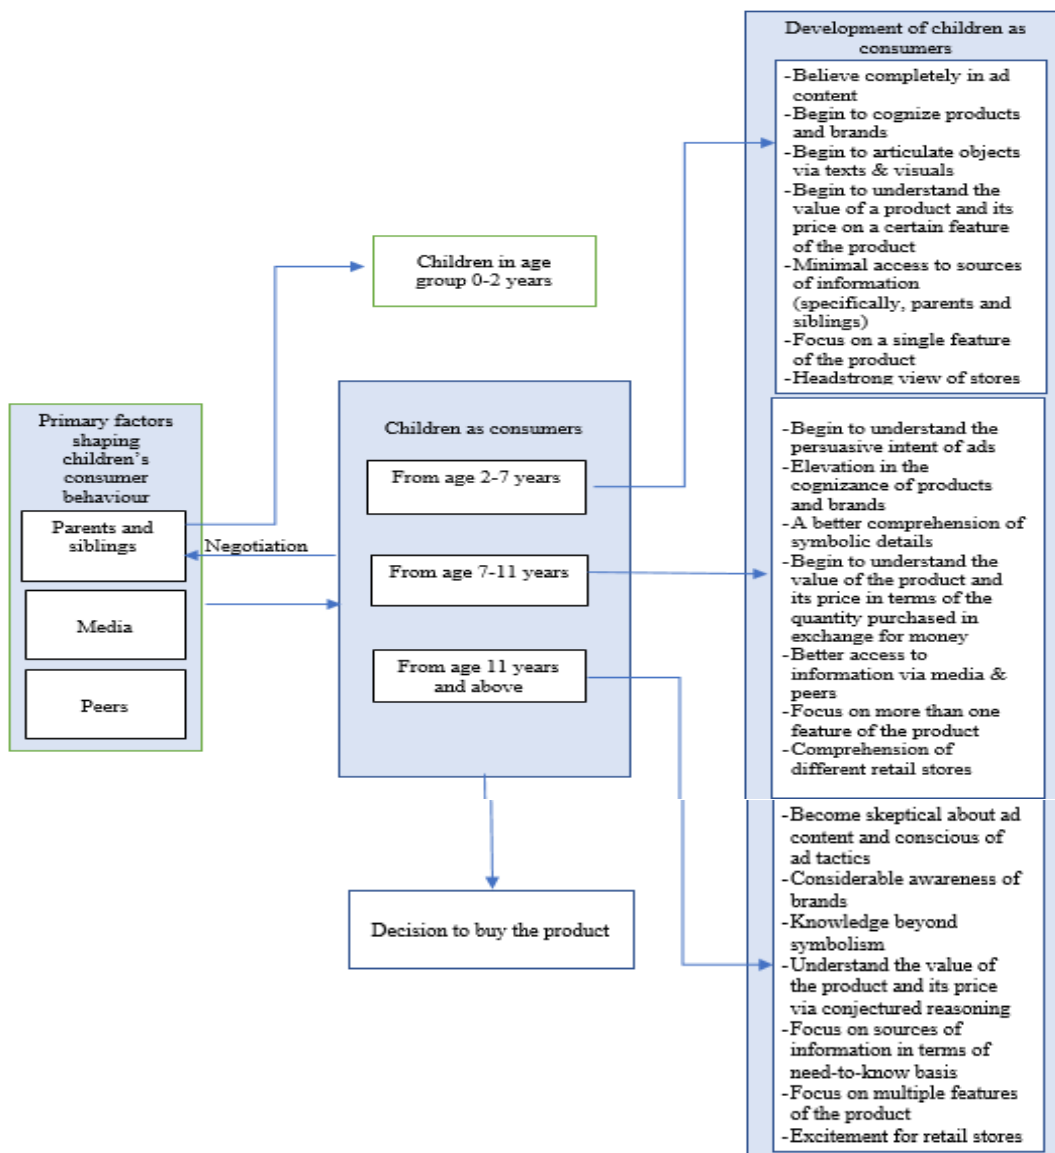 Primary factors
shaping
children's
consumer
behaviour
Parents and
siblings
Media
Peers
Negotiation
Children in age
group 0-2 years
Children as consumers
From age 2-7 years
From age 7-11 years
From age 11 years
and above
Decision to buy the product
Development of children as
consumers
-Believe completely in ad
content
-Begin to cognize products
and brands
-Begin to articulate objects
via texts & visuals
-Begin to understand the
value of a product and its
price on a certain feature
of the product
-Minimal access to sources
of information
(specifically, parents and
siblings)
-Focus on a single feature
of the product
-Headstrong view of stores
-Begin to understand the
persuasive intent of ads
-Elevation in the
cognizance of products
and brands
-A better comprehension of
symbolic details
-Begin to understand the
value of the product and
its price in terms of the
quantity purchased in
exchange for money
-Better access to
information via media &
peers
-Focus on more than one
feature of the product
-Comprehension of
different retail stores
-Become skeptical about ad
content and conscious of
ad tactics
-Considerable awareness of
brands
-Knowledge beyond
symbolism
-Understand the value of
the product and its price
via conjectured reasoning
-Focus on sources of
information in terms of
need-to-know basis
-Focus on multiple features
of the product
-Excitement for retail stores